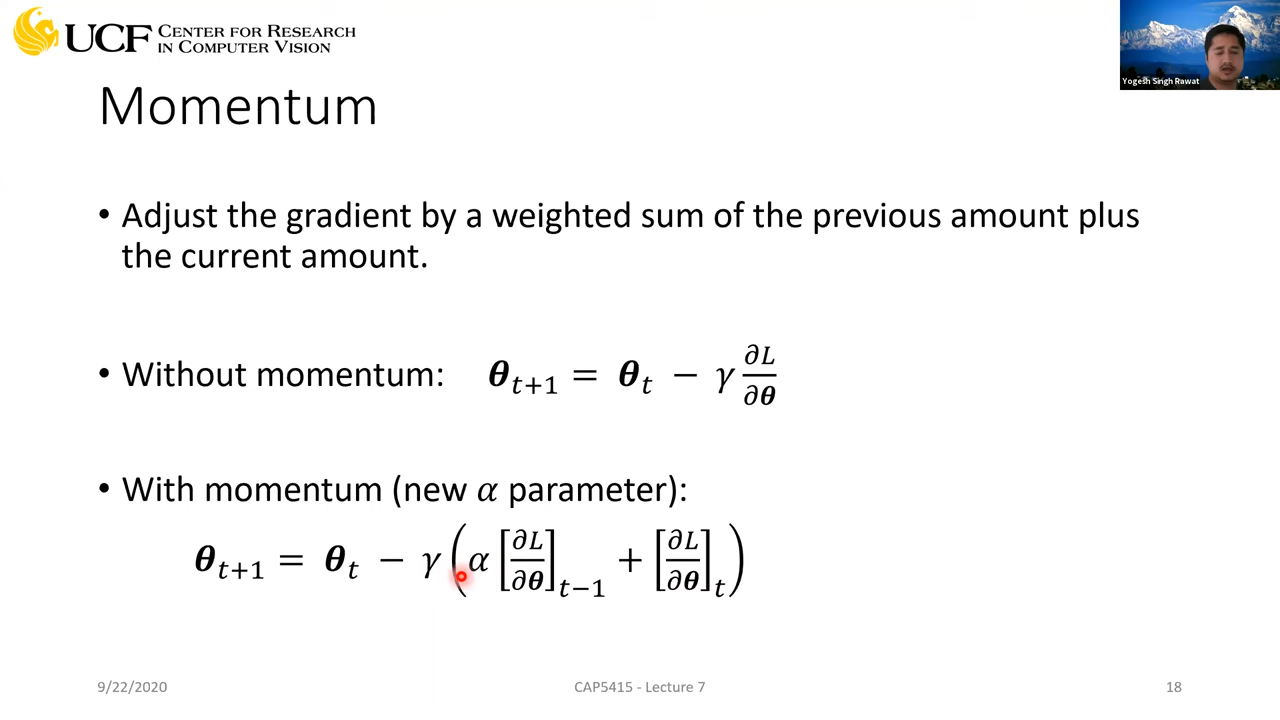 UCF CENTER FOR RESEARCH
IN COMPUTER VISION
Yogesh Singh Rawat
Momentum
• Adjust the gradient by a weighted sum of the previous amount plus
the current amount.
• Without momentum: 𝜽ₜ₊₁ = 𝜽ₜ − 𝛾 ∂L/∂𝜽
• With momentum (new 𝛼 parameter):
𝜽ₜ₊₁ = 𝜽ₜ − 𝛾 (𝛼 [∂L/∂𝜽]ₜ₋₁ + [∂L/∂𝜽]ₜ)
9/22/2020
CAP5415 - Lecture 7
18